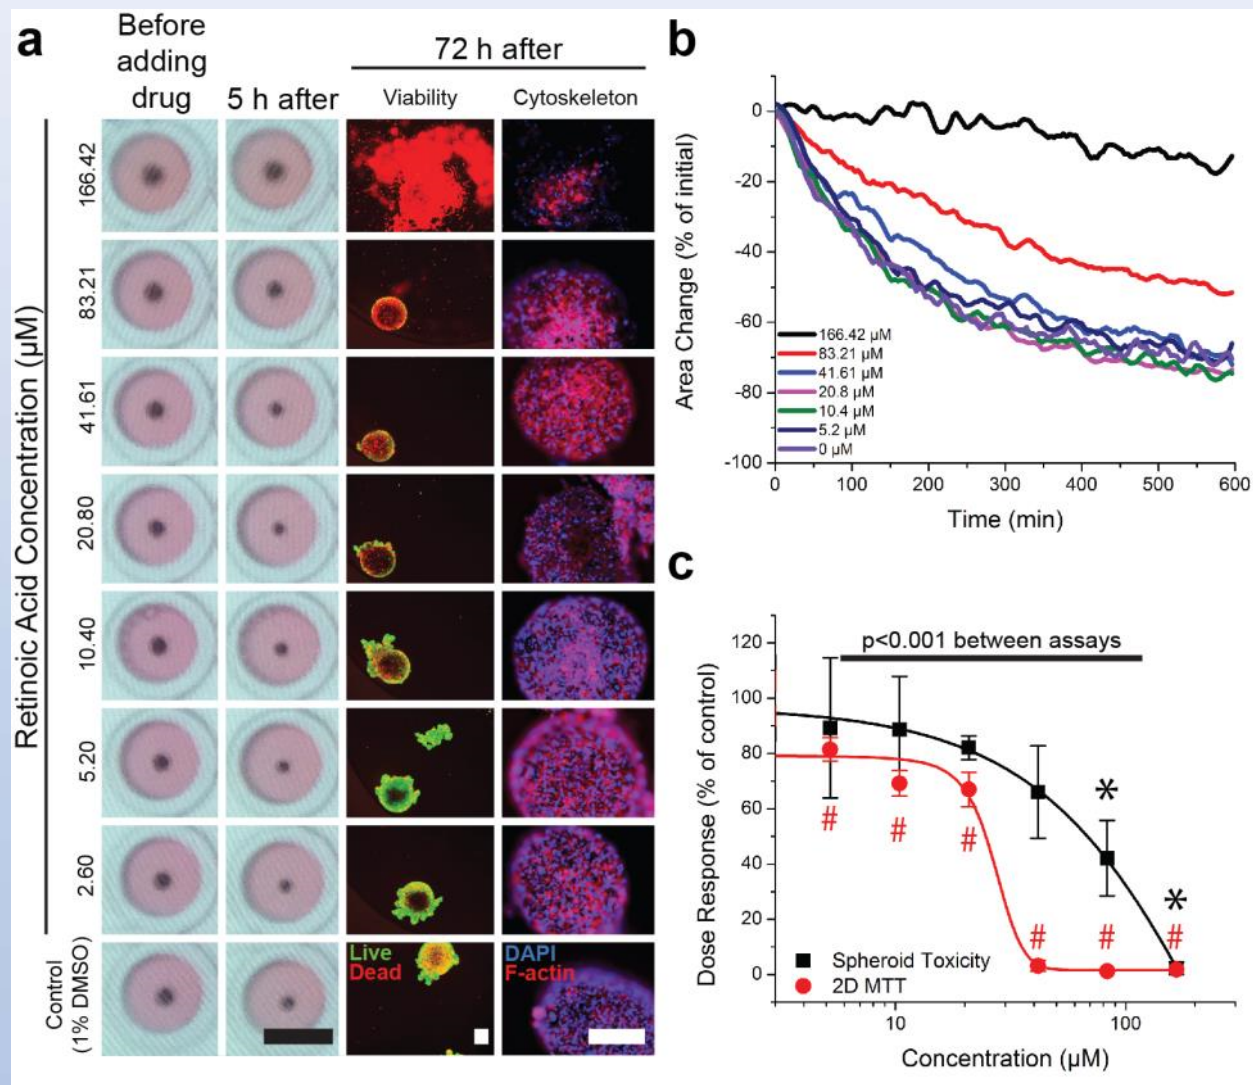 a
Before
adding
drug
5 h after
72 h after
Viability
Cytoskeleton
Retinoic Acid Concentration (µM)
166.42
83.21
41.61
20.80
10.40
5.20
2.60
Control
(1% DMSO)
Live
Dead
DAPI
F-actin
b
Area Change (% of initial)
0
-20
-40
-60
-80
-100
166.42 µM
83.21 µM
41.61 µM
20.8 µM
10.4 µM
5.2 µM
0 µM
0 100 200 300 400 500 600
Time (min)
c
Dose Response (% of control)
120
100
80
60
40
20
0
p<0.001 between assays
* *
# # # # # #
Spheroid Toxicity
2D MTT
10 100
Concentration (µM)